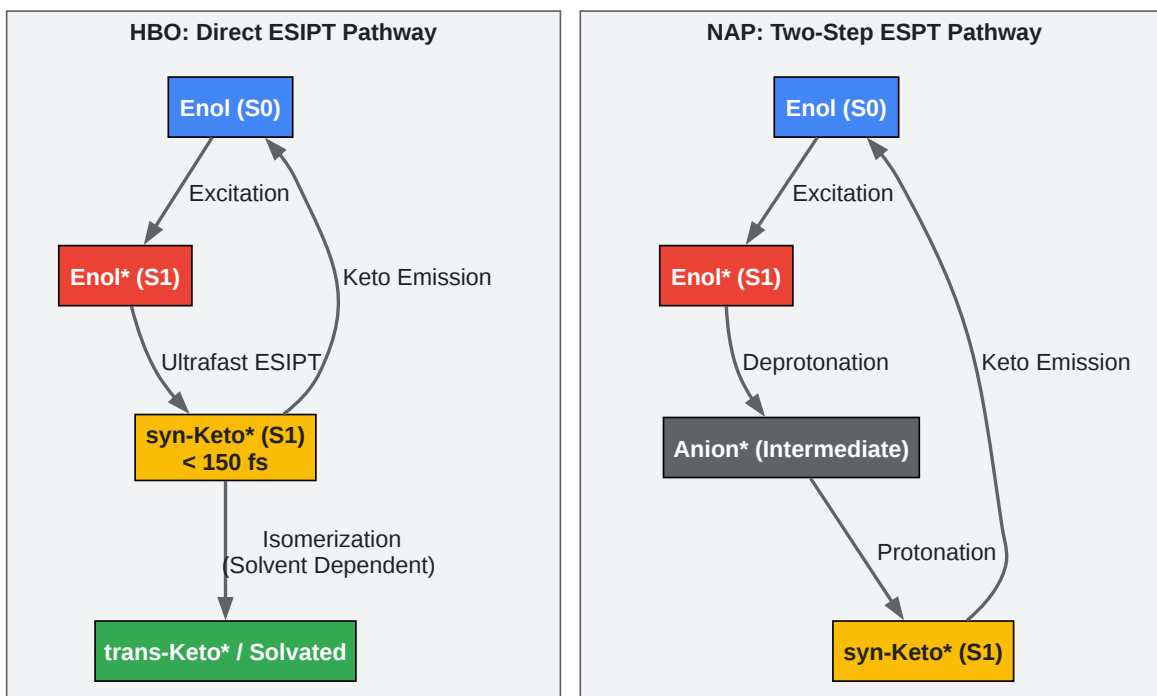 HBO: Direct ESIPT Pathway
Enol (S0)
Excitation
Enol* (S1)
Keto Emission
Ultrafast ESIPT
syn-Keto* (S1)
< 150 fs
Isomerization
(Solvent Dependent)
trans-Keto* / Solvated
NAP: Two-Step ESPT Pathway
Enol (S0)
Excitation
Enol* (S1)
Deprotonation
Keto Emission
Anion* (Intermediate)
Protonation
syn-Keto* (S1)